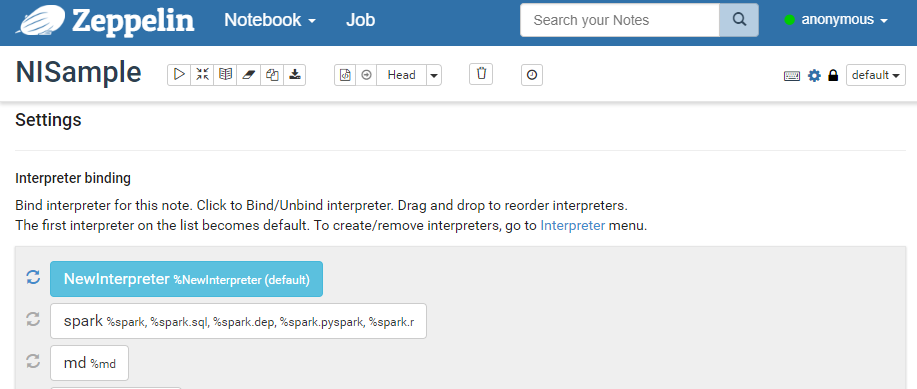 Zeppelin Notebook Job Search your Notes anonymous
NISample Head default
Settings
Interpreter binding
Bind interpreter for this note. Click to Bind/Unbind interpreter. Drag and drop to reorder interpreters.
The first interpreter on the list becomes default. To create/remove interpreters, go to Interpreter menu.
NewInterpreter %NewInterpreter (default)
spark %spark, %spark.sql, %spark.dep, %spark.pyspark, %spark.r
md %md